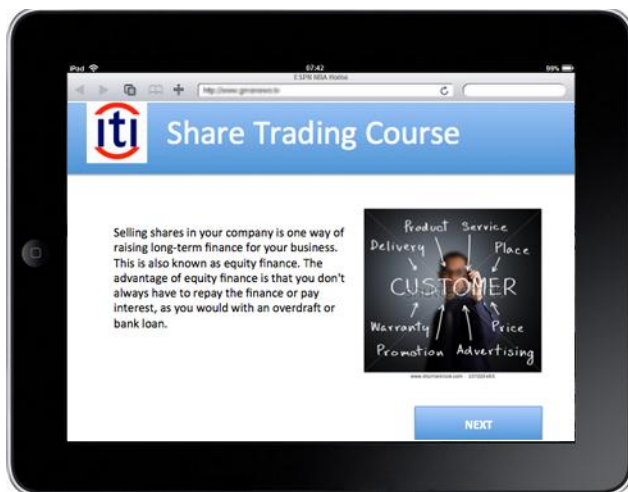 iPad
07:42
99%
ESPN NBA Home
iti
Share Trading Course
Selling shares in your company is one way of
raising long-term finance for your business.
This is also known as equity finance. The
advantage of equity finance is that you don't
always have to repay the finance or pay
interest, as you would with an overdraft or
bank loan.
Product Service
Delivery Place
CUSTOMER
Warranty Price
Promotion Advertising
NEXT